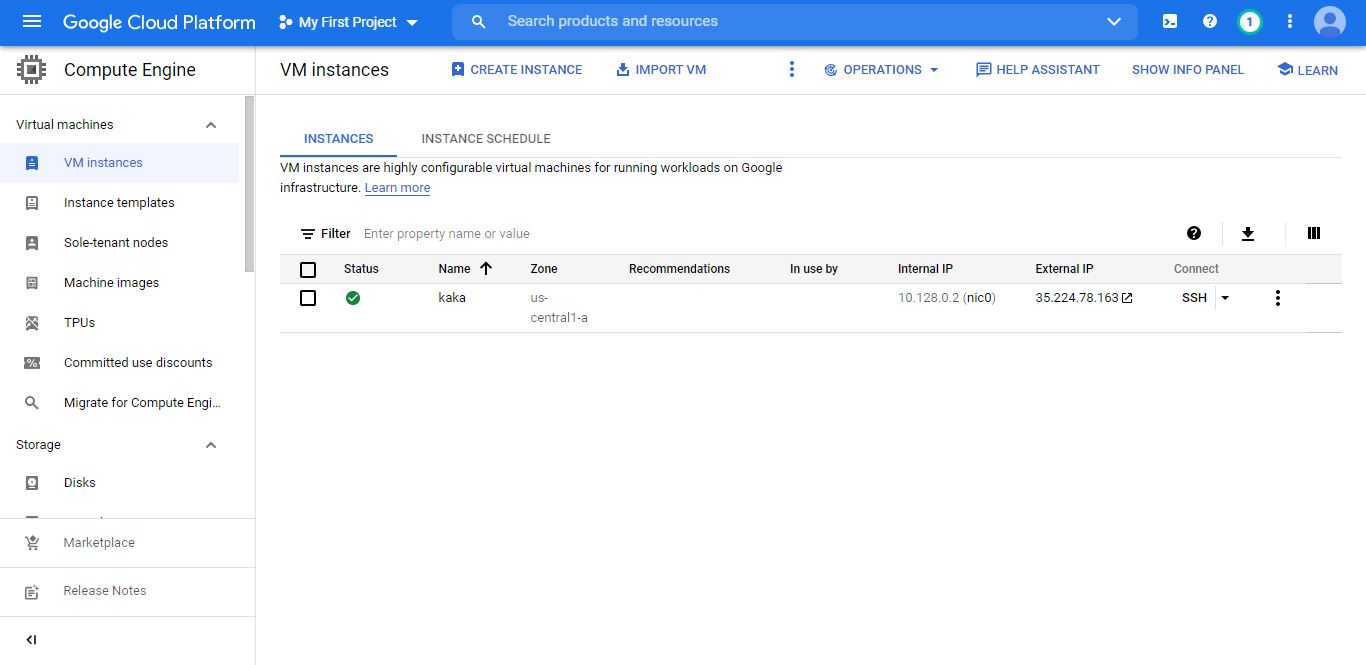 Google Cloud Platform
My First Project
Search products and resources
1
Compute Engine
VM instances
CREATE INSTANCE
IMPORT VM
OPERATIONS
HELP ASSISTANT
SHOW INFO PANEL
LEARN
Virtual machines
VM instances
Instance templates
Sole-tenant nodes
Machine images
TPUs
Committed use discounts
Migrate for Compute Engi...
Storage
Disks
Marketplace
Release Notes
INSTANCES
INSTANCE SCHEDULE
VM instances are highly configurable virtual machines for running workloads on Google
infrastructure. Learn more
Filter Enter property name or value
Status Name Zone Recommendations In use by Internal IP External IP Connect
kaka us- 10.128.0.2 (nic0) 35.224.78.163 SSH
central1-a